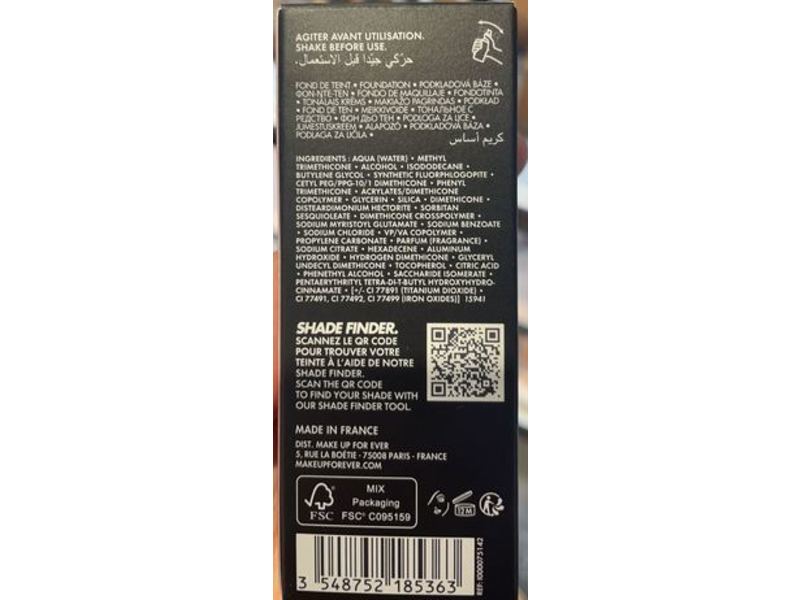 AGITER AVANT UTILISATION.
SHAKE BEFORE USE.
حرّكي جيّدا قبل الاستعمال.
FOND DE TEINT • FOUNDATION • PODKLADOVÁ BÁZE •
ФОН-ЧТЕ-ТЕН • FONDO DE MAQUILLAJE • FONDOTINTA
• TONĀLAIS KRĒMS • MAKIAŽO PAGRINDAS • PODKŁAD
• FOND DE TEN • MEIKKIVOIDE • ТОНАЛЬНОЕ С
РЕДСТВО • ФОН ДЬО ТЕН • PODLOGA ZA LICE •
JUMESTUSKREEM • ALAPOZÓ • PODKLADOVÁ BÁZA •
PODLAGA ZA LIČILA •
كريم أساس
INGREDIENTS : AQUA (WATER) • METHYL
TRIMETHICONE • ALCOHOL • ISODODECANE •
BUTYLENE GLYCOL • SYNTHETIC FLUORPHLOGOPITE •
CETYL PEG/PPG-10/1 DIMETHICONE • PHENYL
TRIMETHICONE • ACRYLATES/DIMETHICONE
COPOLYMER • GLYCERIN • SILICA • DIMETHICONE •
DISTEARDIMONIUM HECTORITE • SORBITAN
SESQUIOLEATE • DIMETHICONE CROSSPOLYMER •
SODIUM MYRISTOYL GLUTAMATE • SODIUM BENZOATE
• SODIUM CHLORIDE • VP/VA COPOLYMER •
PROPYLENE CARBONATE • PARFUM (FRAGRANCE) •
SODIUM CITRATE • HEXADECENE • ALUMINUM
HYDROXIDE • HYDROGEN DIMETHICONE • GLYCERYL
UNDECYL DIMETHICONE • TOCOPHEROL • CITRIC ACID
• PHENETHYL ALCOHOL • SACCHARIDE ISOMERATE •
PENTAERYTHRITYL TETRA-DI-T-BUTYL HYDROXYHYDRO-
CINNAMATE • [+/- CI 77891 (TITANIUM DIOXIDE) •
CI 77491, CI 77492, CI 77499 (IRON OXIDES)] 15941
SHADE FINDER.
SCANNEZ LE QR CODE
POUR TROUVER VOTRE
TEINTE À L'AIDE DE NOTRE
SHADE FINDER.
SCAN THE QR CODE
TO FIND YOUR SHADE WITH
OUR SHADE FINDER TOOL.
MADE IN FRANCE
DIST. MAKE UP FOR EVER
5, RUE LA BOÉTIE - 75008 PARIS - FRANCE
MAKEUPFOREVER.COM
FSC
MIX
Packaging
FSC® C095159
12 M
3 548752 185363
REF: I000075142